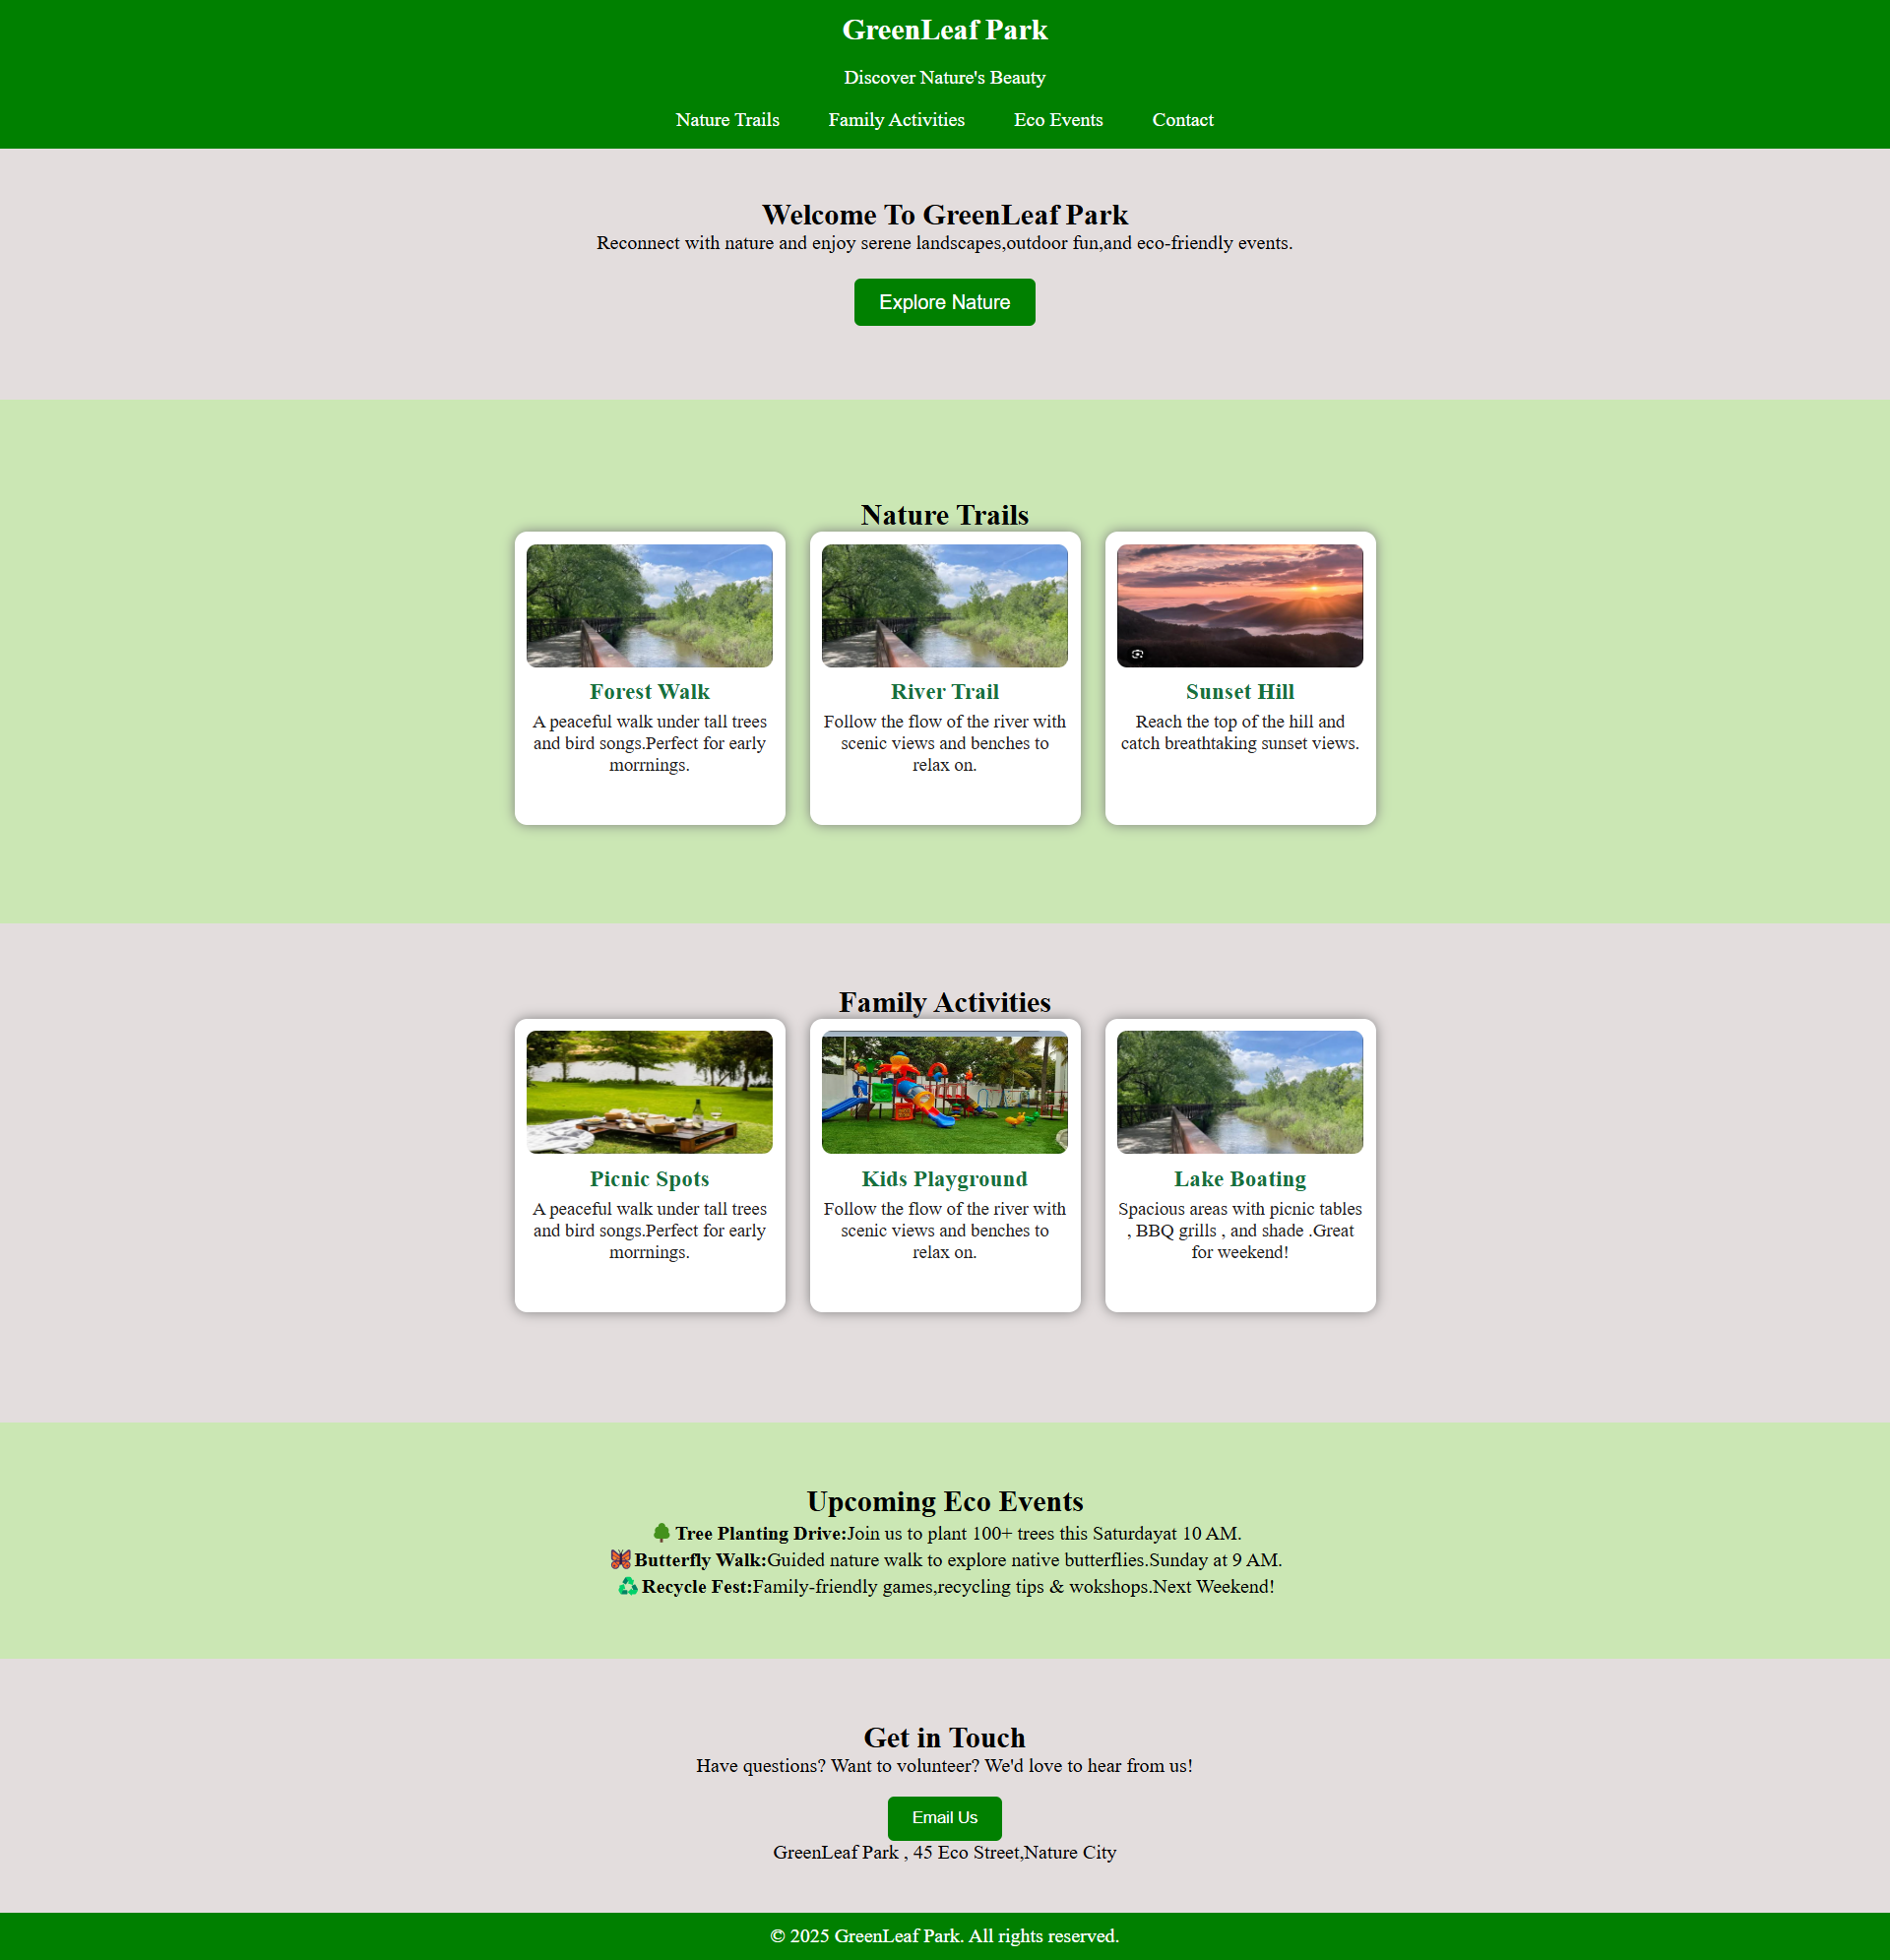 GreenLeaf Park
Discover Nature's Beauty
Nature Trails Family Activities Eco Events Contact
Welcome To GreenLeaf Park
Reconnect with nature and enjoy serene landscapes,outdoor fun,and eco-friendly events.
Explore Nature
Nature Trails
Forest Walk
A peaceful walk under tall trees
and bird songs.Perfect for early
morrnings.
River Trail
Follow the flow of the river with
scenic views and benches to
relax on.
Sunset Hill
Reach the top of the hill and
catch breathtaking sunset views.
Family Activities
Picnic Spots
A peaceful walk under tall trees
and bird songs.Perfect for early
morrnings.
Kids Playground
Follow the flow of the river with
scenic views and benches to
relax on.
Lake Boating
Spacious areas with picnic tables
, BBQ grills , and shade .Great
for weekend!
Upcoming Eco Events
🌳 Tree Planting Drive:Join us to plant 100+ trees this Saturdayat 10 AM.
🦋 Butterfly Walk:Guided nature walk to explore native butterflies.Sunday at 9 AM.
♻️ Recycle Fest:Family-friendly games,recycling tips & wokshops.Next Weekend!
Get in Touch
Have questions? Want to volunteer? We'd love to hear from us!
Email Us
GreenLeaf Park , 45 Eco Street,Nature City
© 2025 GreenLeaf Park. All rights reserved.